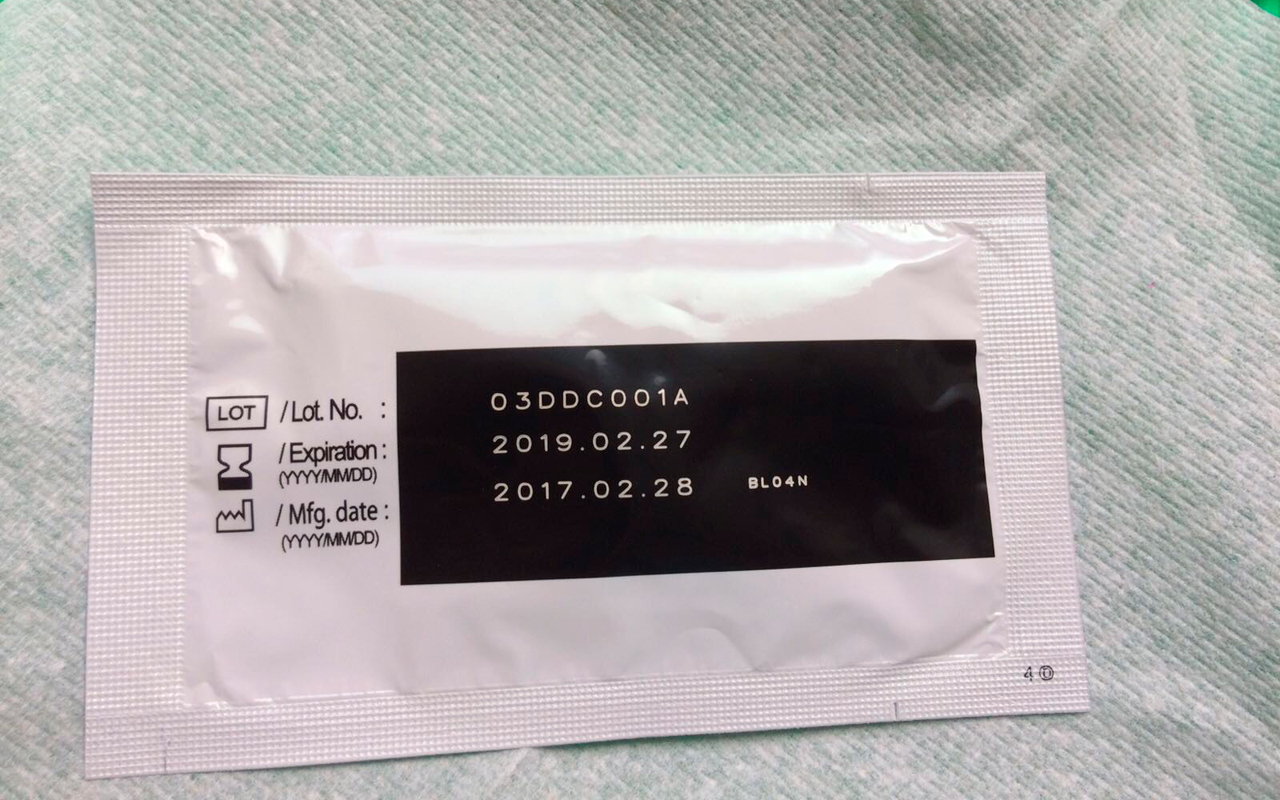 LOT / Lot. No. : 03DDC001A
/ Expiration : 2019.02.27
(YYYY/MM/DD)
/ Mfg. date : 2017.02.28 BL04N
(YYYY/MM/DD)
4 Ⓓ